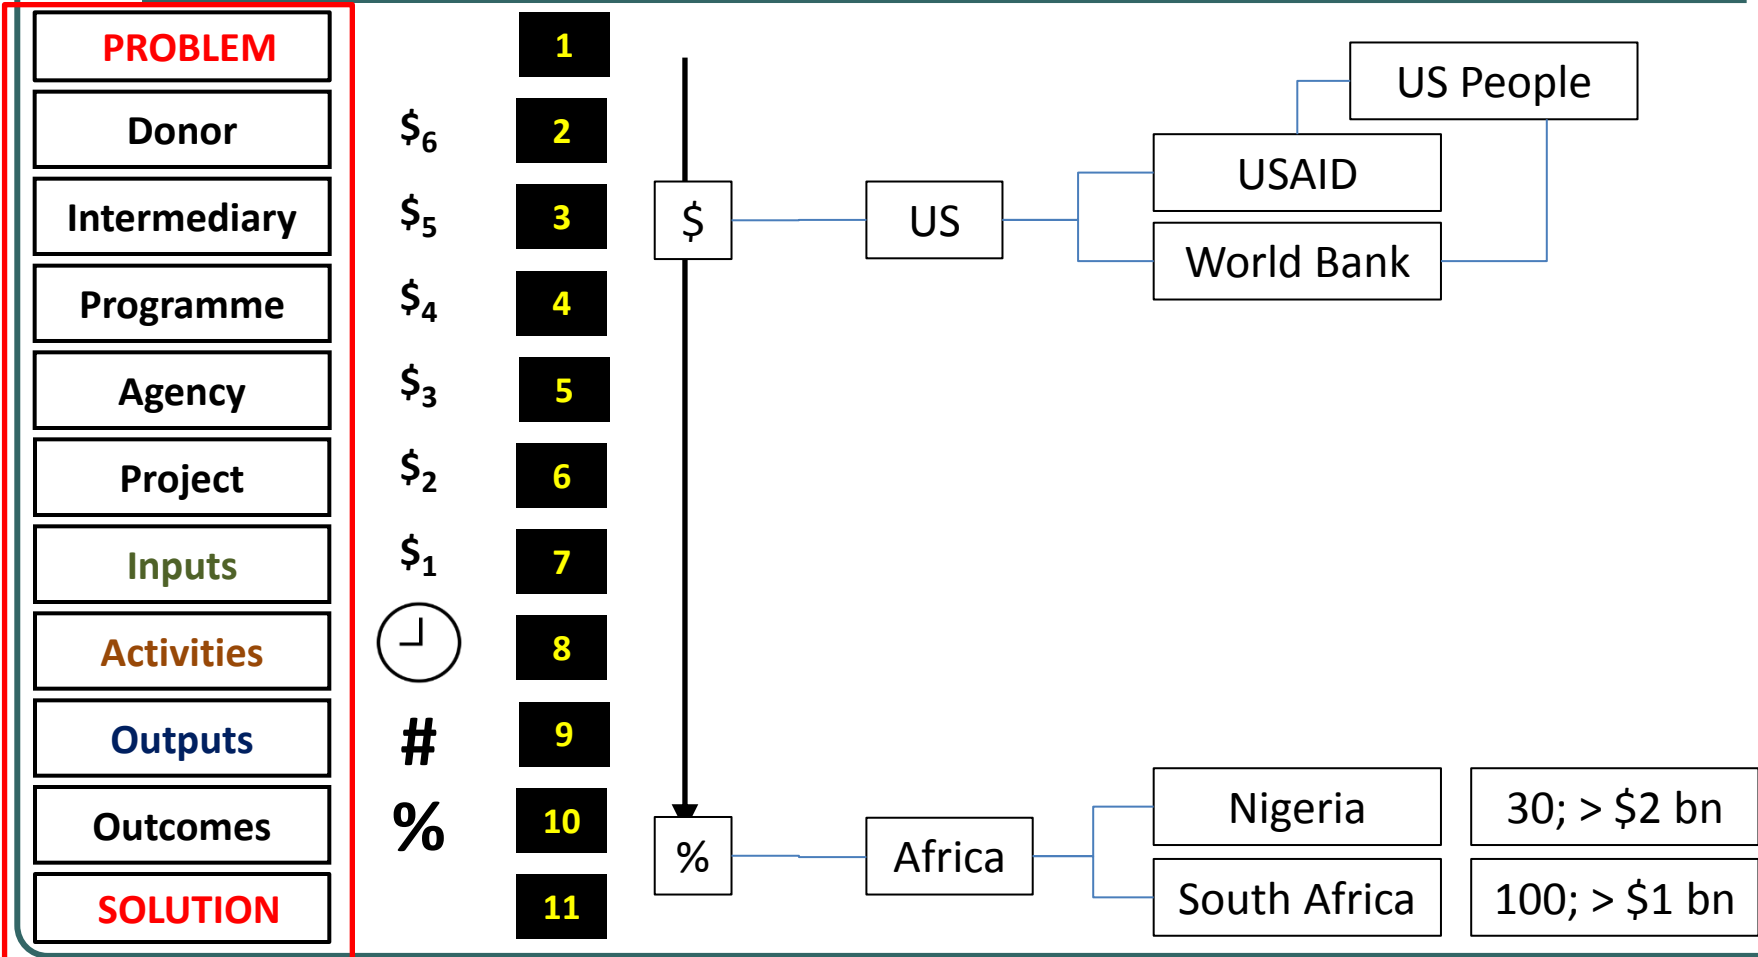 PROBLEM
Donor
Intermediary
Programme
Agency
Project
Inputs
Activities
Outputs
Outcomes
SOLUTION
$6
$5
$4
$3
$2
$1
#
%
1
2
3
4
5
6
7
8
9
10
11
$
US
US People
USAID
World Bank
%
Africa
Nigeria
30; > $2 bn
South Africa
100; > $1 bn